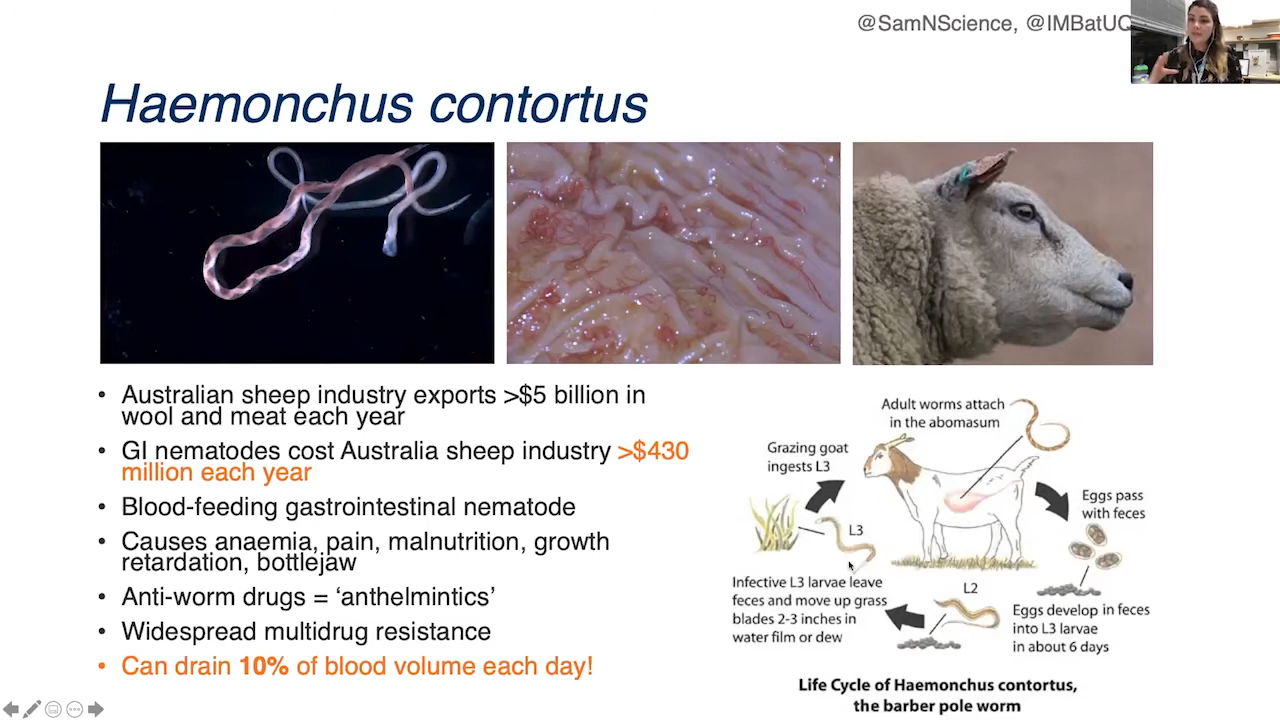 @SamNScience, @IMBatUQ
Haemonchus contortus
• Australian sheep industry exports >$5 billion in
wool and meat each year
• GI nematodes cost Australia sheep industry >$430
million each year
• Blood-feeding gastrointestinal nematode
• Causes anaemia, pain, malnutrition, growth
retardation, bottlejaw
• Anti-worm drugs = ‘anthelmintics’
• Widespread multidrug resistance
• Can drain 10% of blood volume each day!
Adult worms attach
in the abomasum
Grazing goat
ingests L3
Eggs pass
with feces
L3
Infective L3 larvae leave
feces and move up grass
blades 2-3 inches in
water film or dew
L2
Eggs develop in feces
into L3 larvae
in about 6 days
Life Cycle of Haemonchus contortus,
the barber pole worm